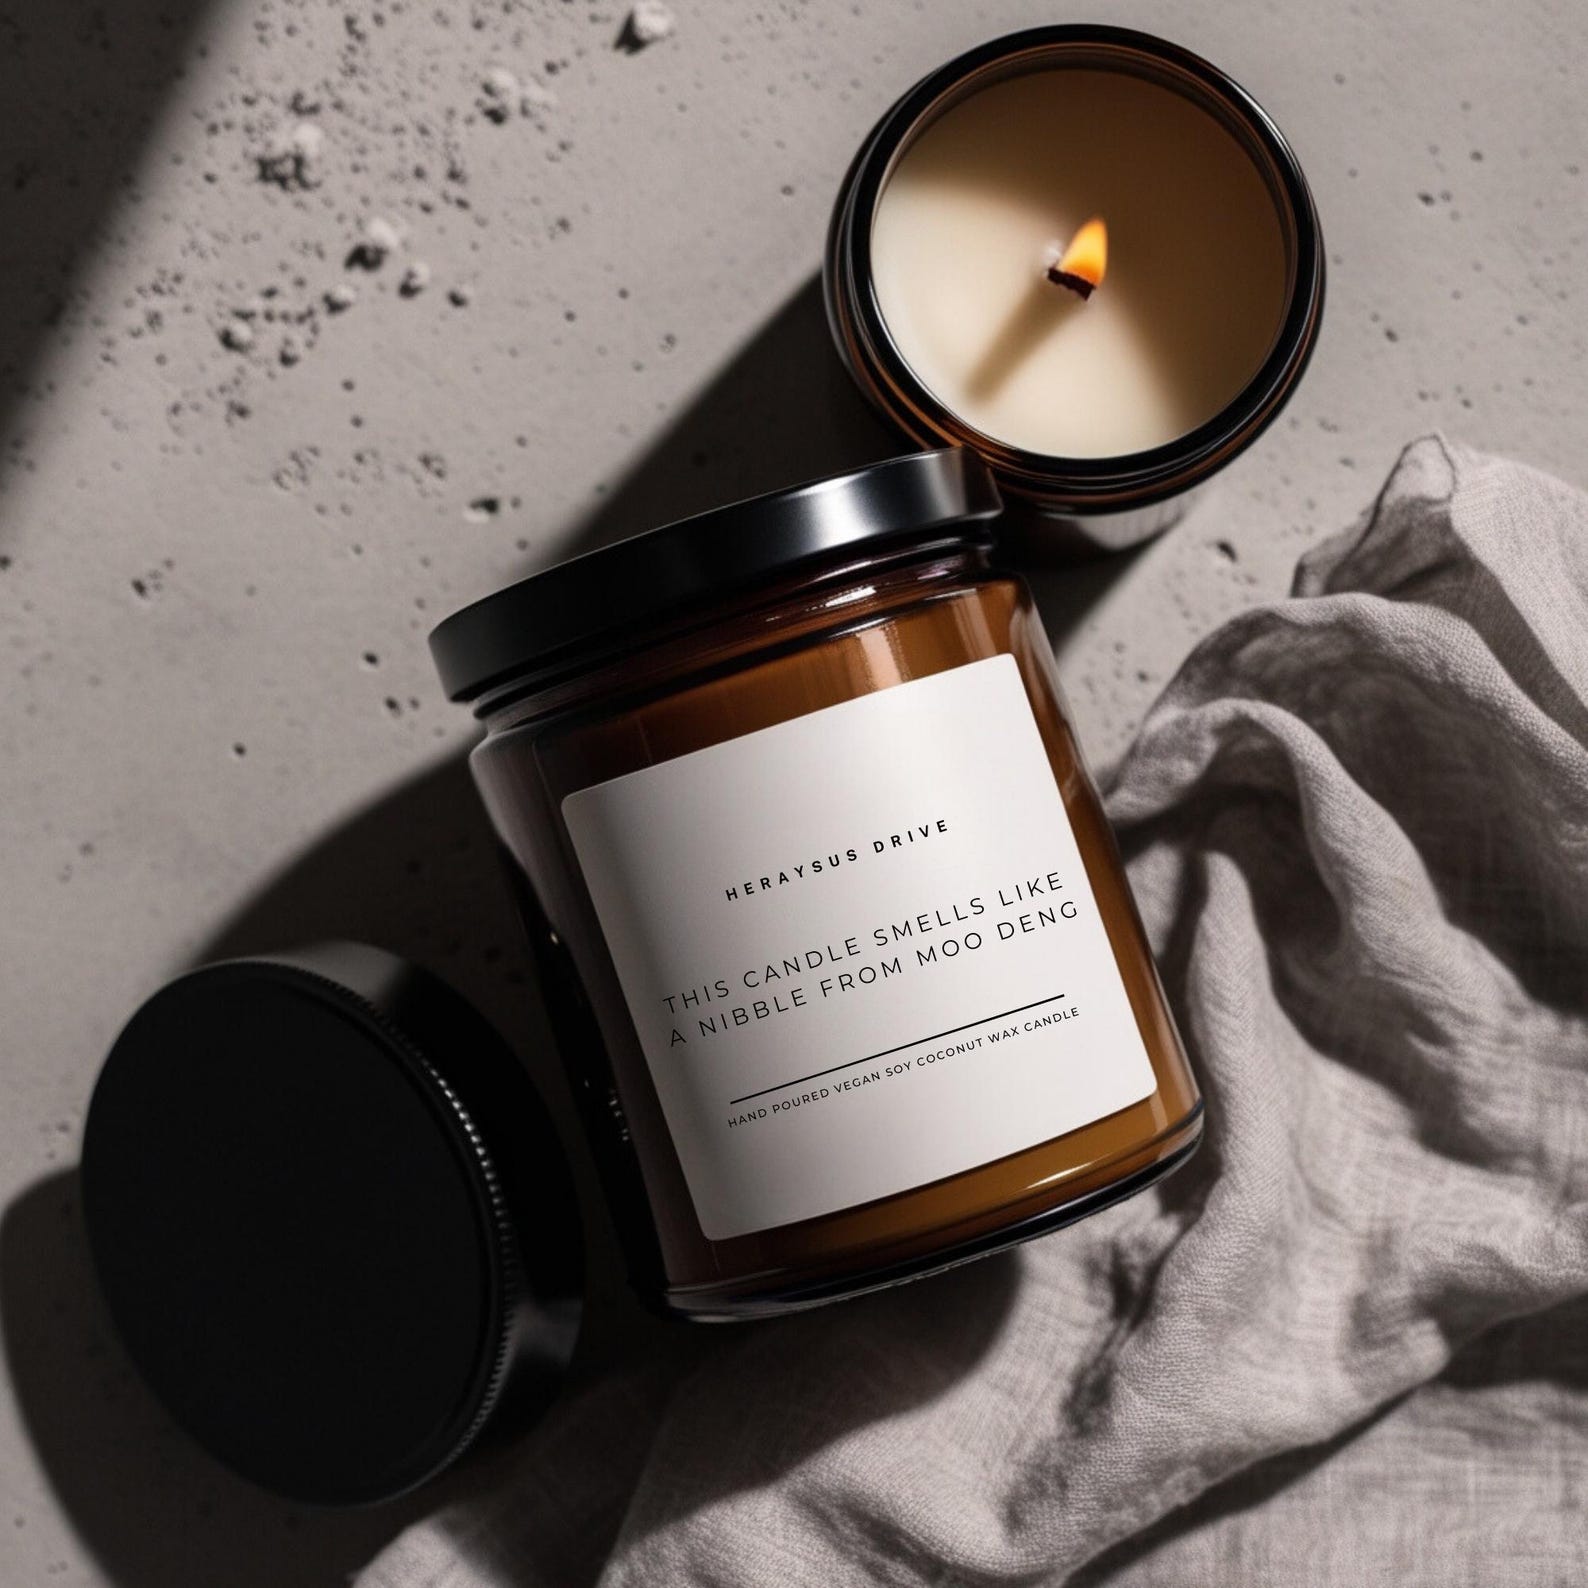 HERAYSUS DRIVE
THIS CANDLE SMELLS LIKE
A NIBBLE FROM MOO DENG
HAND POURED VEGAN SOY COCONUT WAX CANDLE